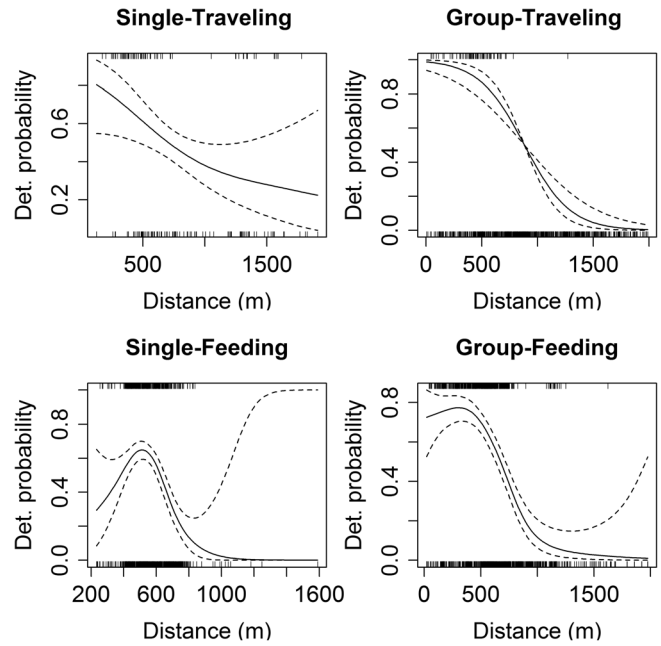 Single-Traveling
Det. probability
0.2 0.6
500 1500
Distance (m)
Group-Traveling
Det. probability
0.0 0.4 0.8
0 500 1500
Distance (m)
Single-Feeding
Det. probability
0.0 0.4 0.8
200 600 1000 1600
Distance (m)
Group-Feeding
Det. probability
0.0 0.4 0.8
0 500 1500
Distance (m)